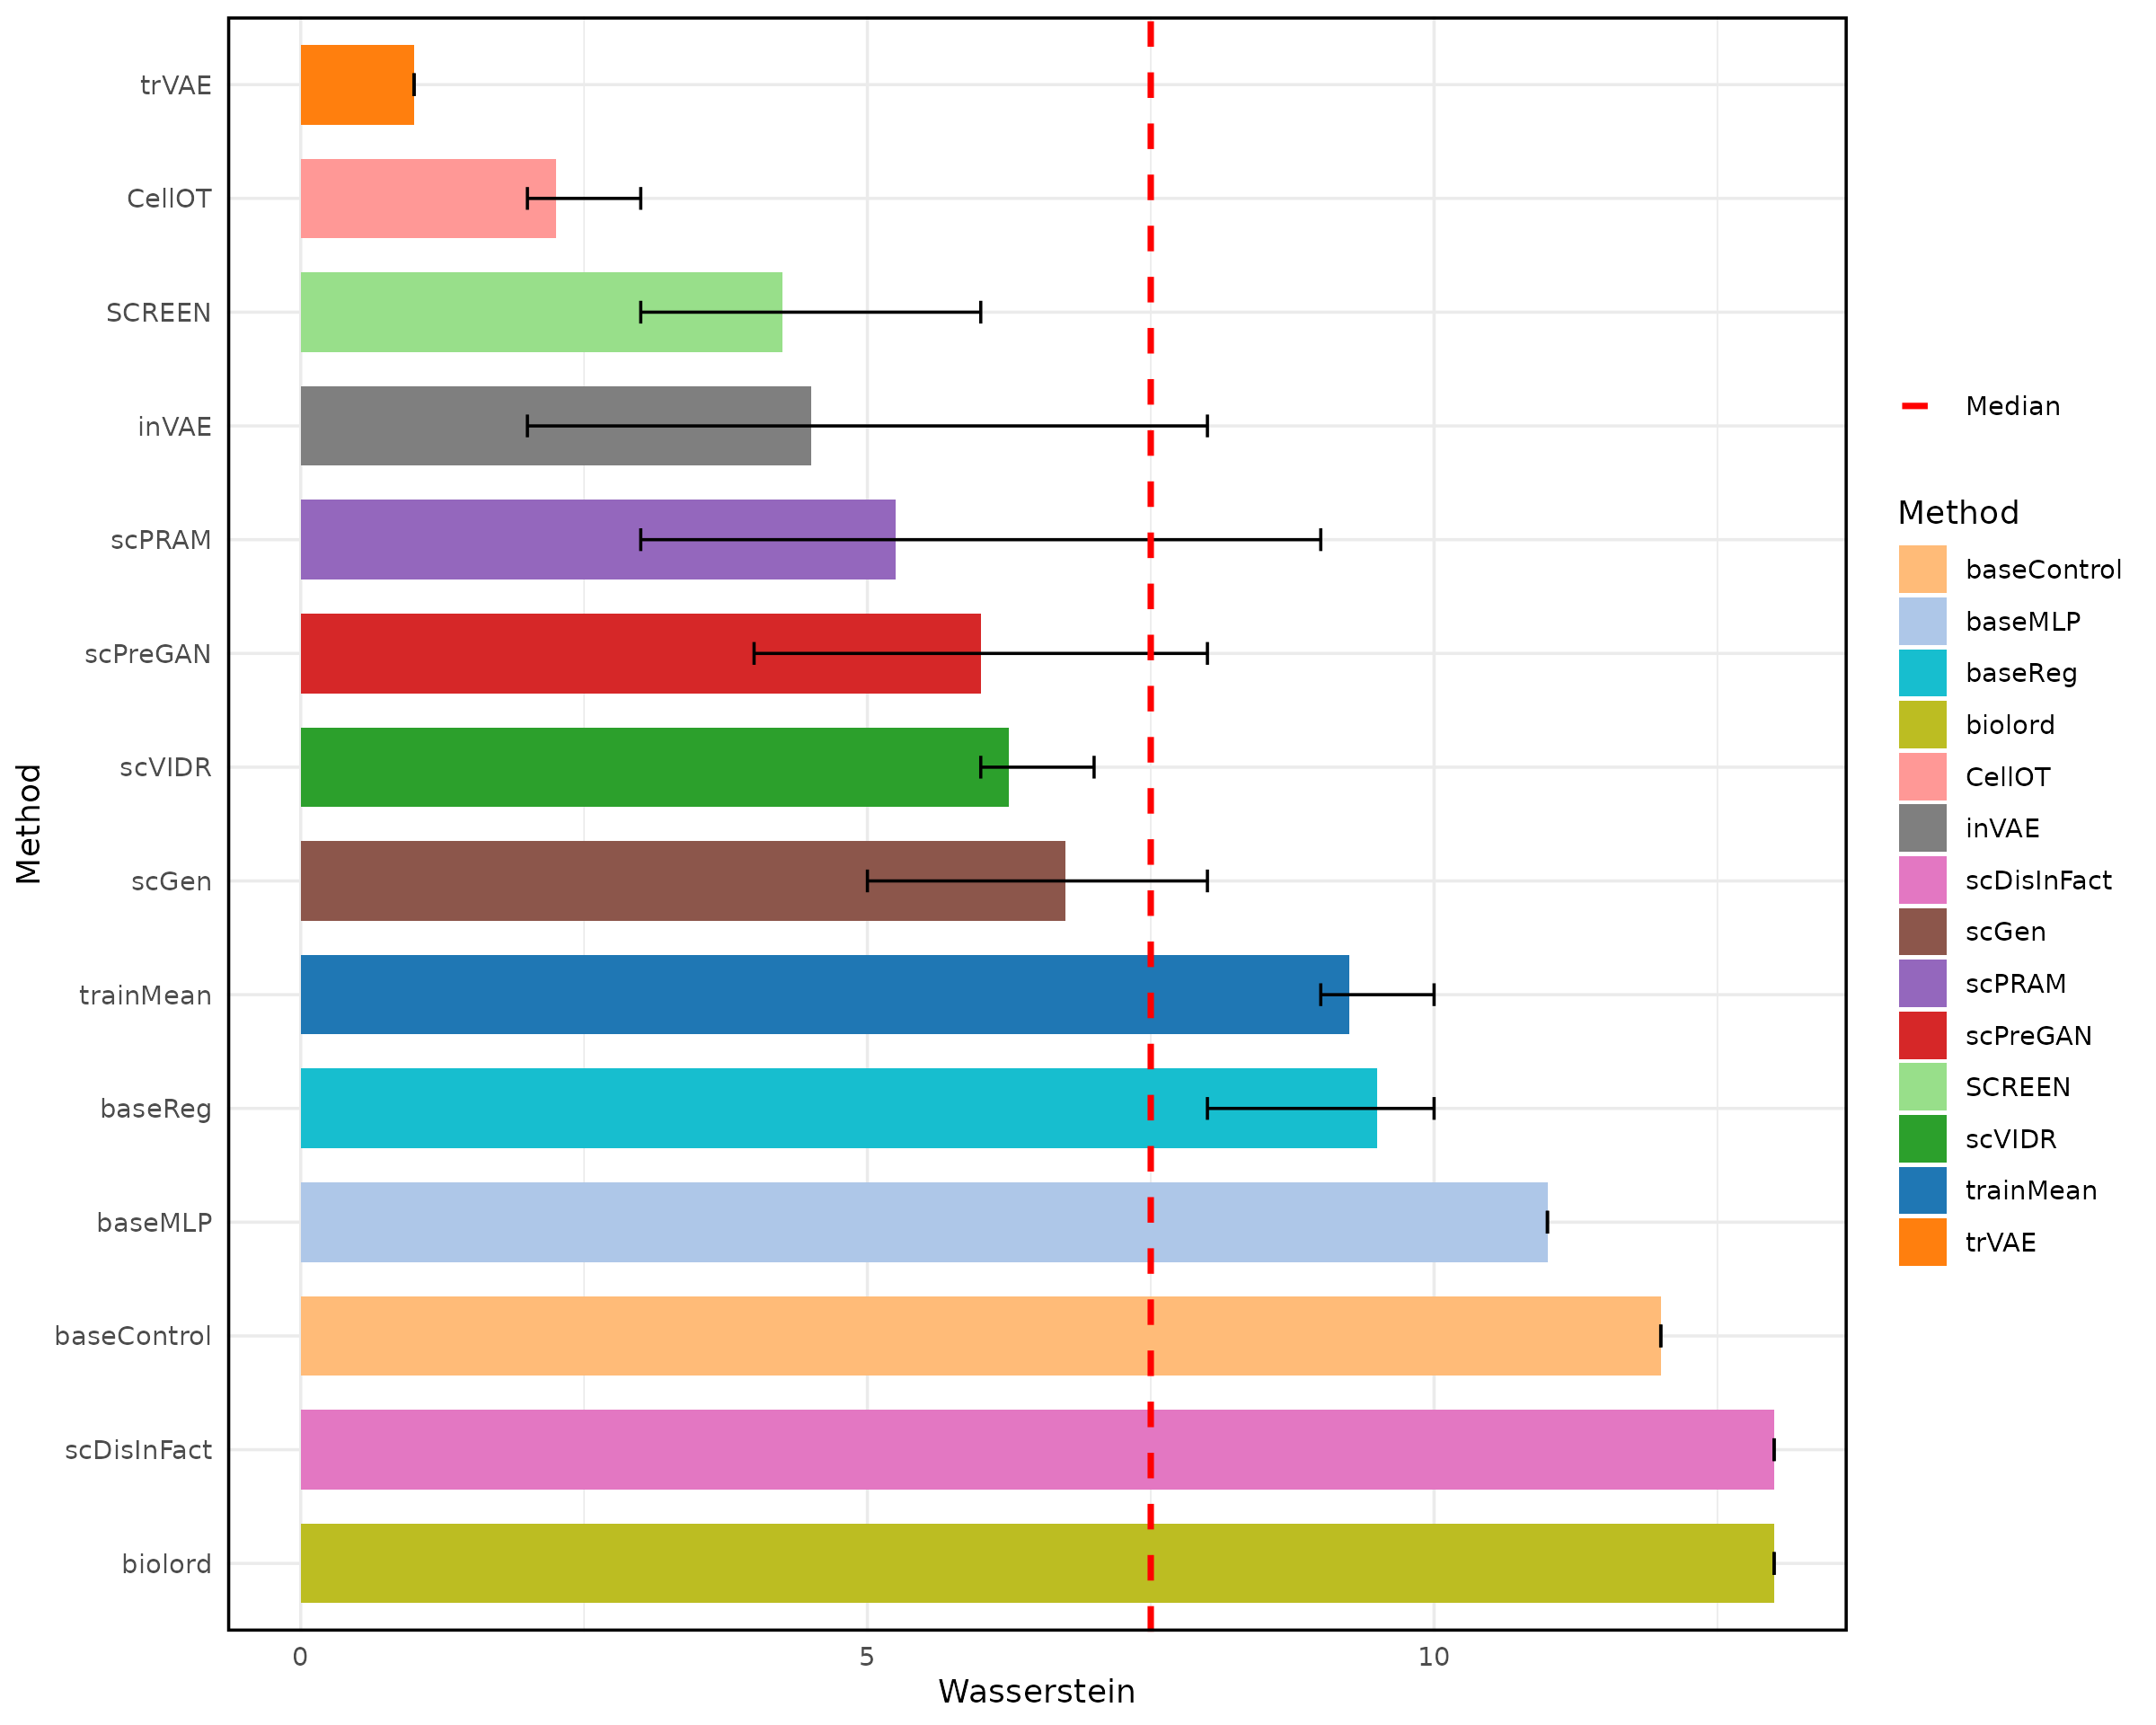 trVAE
CellOT
SCREEN
inVAE
scPRAM
scPreGAN
scVIDR
scGen
trainMean
baseReg
baseMLP
baseControl
scDisInFact
biolord
Method
0 5 10
Wasserstein
Median
Method
baseControl
baseMLP
baseReg
biolord
CellOT
inVAE
scDisInFact
scGen
scPRAM
scPreGAN
SCREEN
scVIDR
trainMean
trVAE